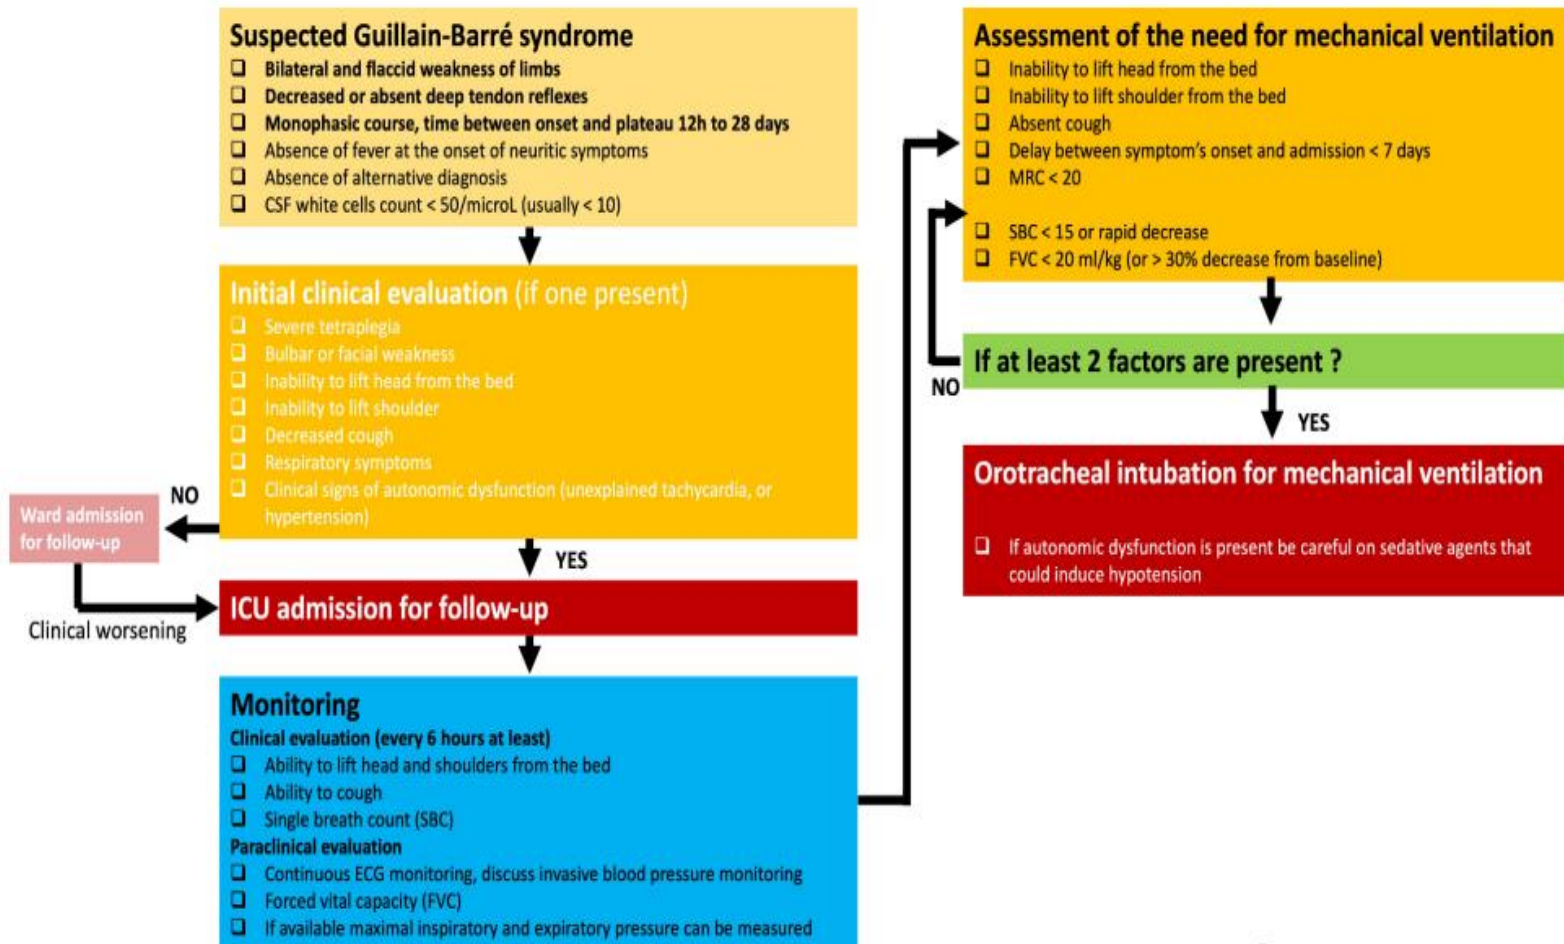 Suspected Guillain-Barré syndrome
❑ Bilateral and flaccid weakness of limbs
❑ Decreased or absent deep tendon reflexes
❑ Monophasic course, time between onset and plateau 12h to 28 days
❑ Absence of fever at the onset of neuritic symptoms
❑ Absence of alternative diagnosis
❑ CSF white cells count < 50/microL (usually < 10)
Initial clinical evaluation (if one present)
❑ Severe tetraplegia
❑ Bulbar or facial weakness
❑ Inability to lift head from the bed
❑ Inability to lift shoulder
❑ Decreased cough
❑ Respiratory symptoms
❑ Clinical signs of autonomic dysfunction (unexplained tachycardia, or
hypertension)
NO
Ward admission
for follow-up
Clinical worsening
YES
ICU admission for follow-up
Monitoring
Clinical evaluation (every 6 hours at least)
❑ Ability to lift head and shoulders from the bed
❑ Ability to cough
❑ Single breath count (SBC)
Paraclinical evaluation
❑ Continuous ECG monitoring, discuss invasive blood pressure monitoring
❑ Forced vital capacity (FVC)
❑ If available maximal inspiratory and expiratory pressure can be measured
Assessment of the need for mechanical ventilation
❑ Inability to lift head from the bed
❑ Inability to lift shoulder from the bed
❑ Absent cough
❑ Delay between symptom's onset and admission < 7 days
❑ MRC < 20
❑ SBC < 15 or rapid decrease
❑ FVC < 20 ml/kg (or > 30% decrease from baseline)
If at least 2 factors are present ?
NO
YES
Orotracheal intubation for mechanical ventilation
❑ If autonomic dysfunction is present be careful on sedative agents that
could induce hypotension